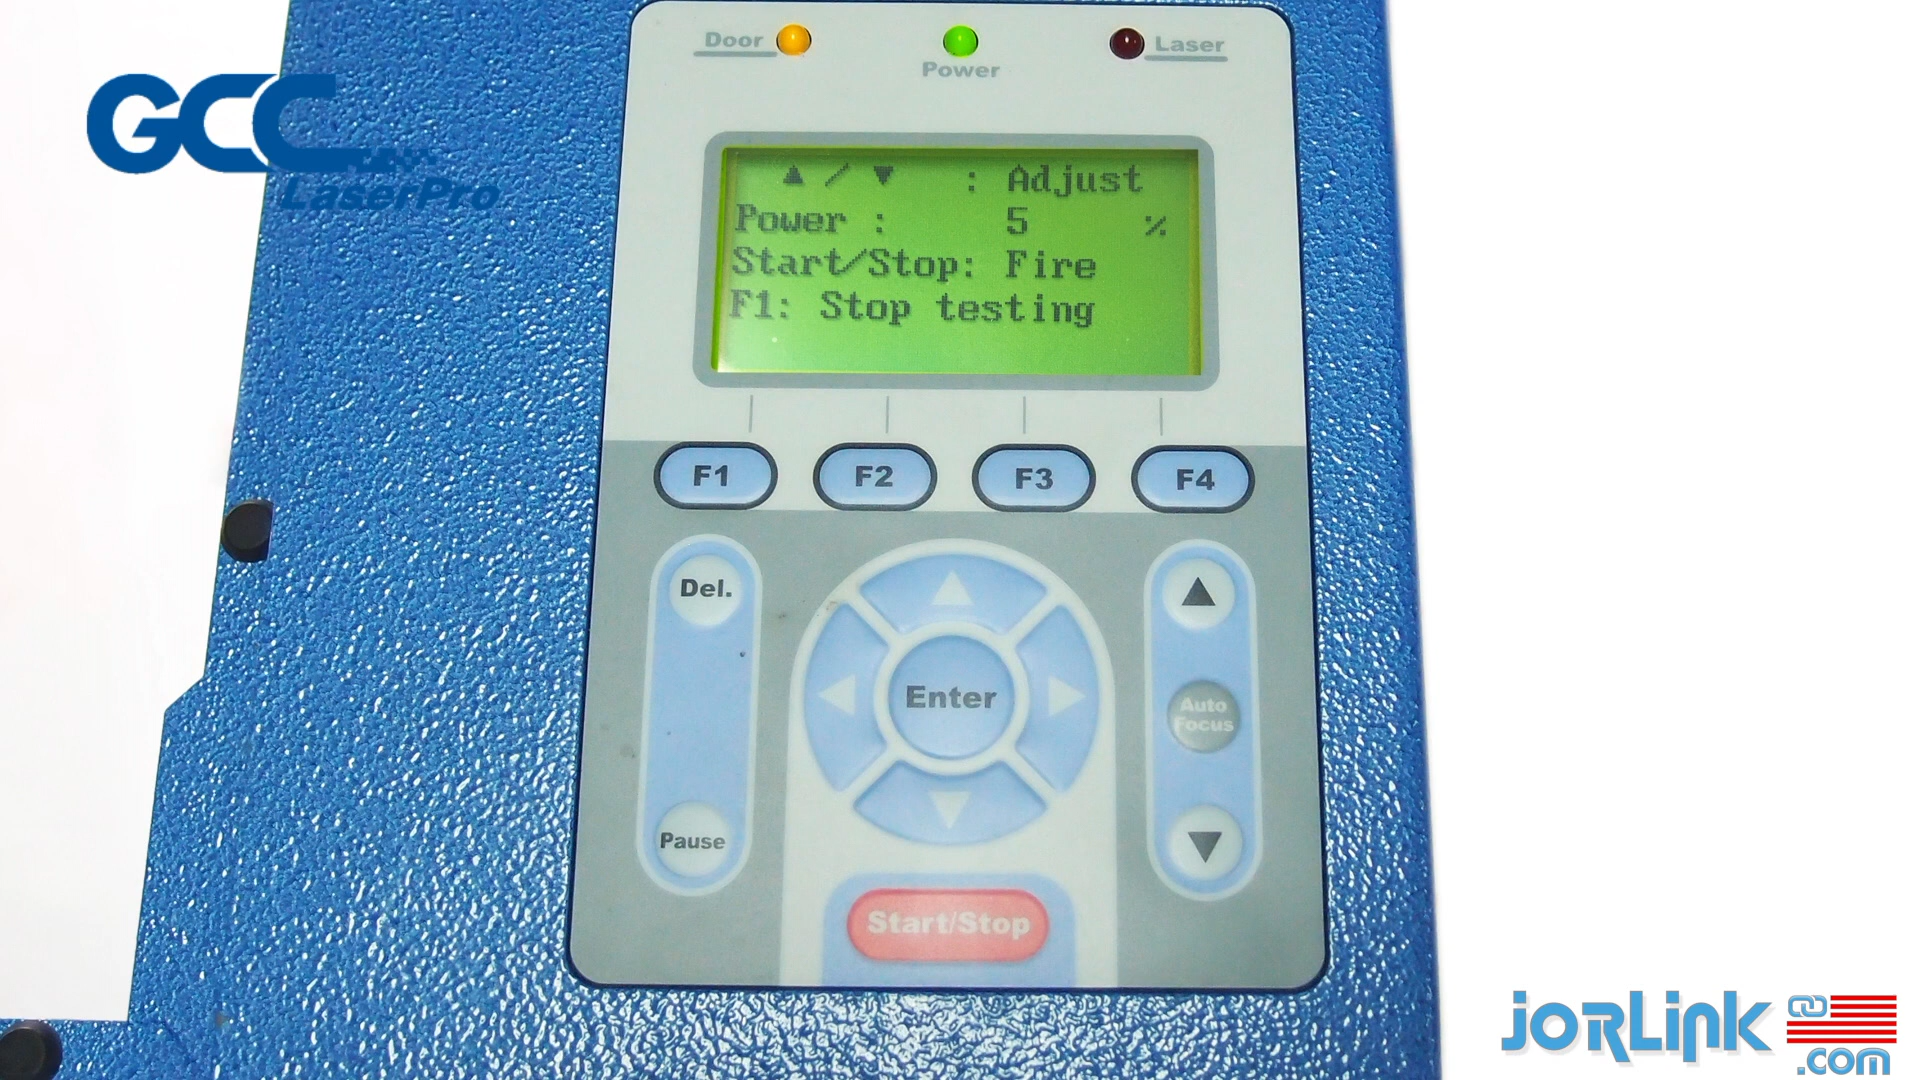 Door
Power
Laser
GCC
LaserPro
▲ / ▼ : Adjust
Power : 5 %
Start/Stop: Fire
F1: Stop testing
F1 F2 F3 F4
Del.
Enter
Auto
Focus
Pause
Start/Stop
JORLink
.com